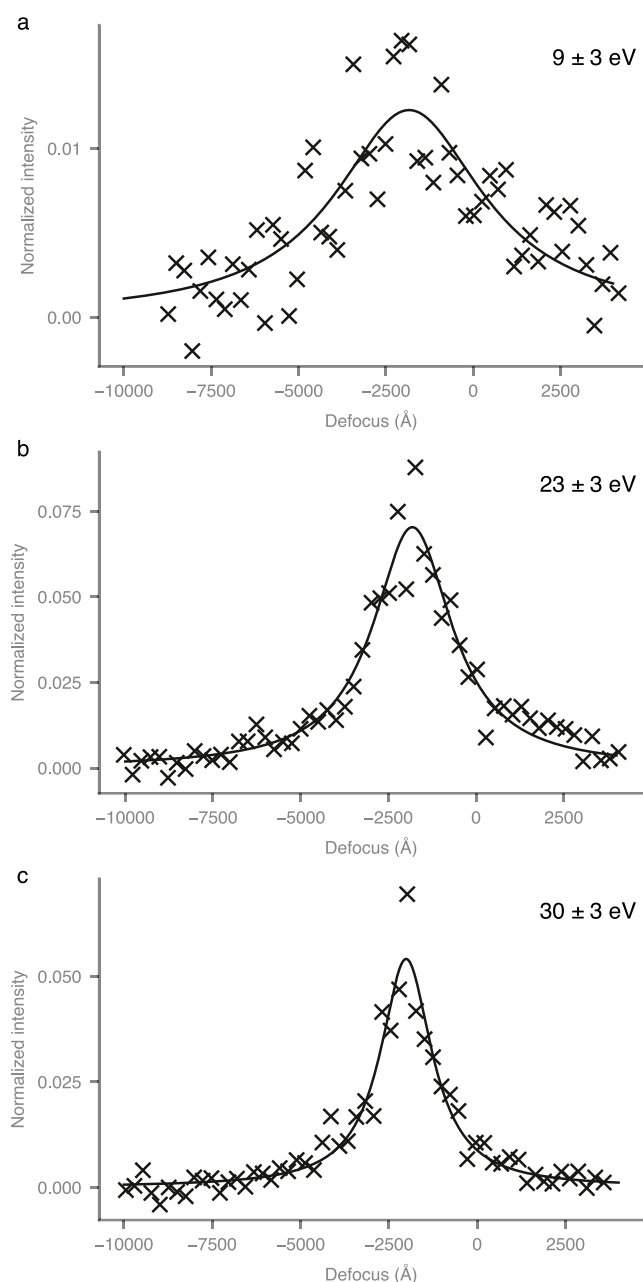 a
9 ± 3 eV
0.01
0.00
Normalized intensity
−10000 −7500 −5000 −2500 0 2500
Defocus (Å)
b
23 ± 3 eV
0.075
0.050
0.025
0.000
Normalized intensity
−10000 −7500 −5000 −2500 0 2500
Defocus (Å)
c
30 ± 3 eV
0.050
0.025
0.000
Normalized intensity
−10000 −7500 −5000 −2500 0 2500
Defocus (Å)